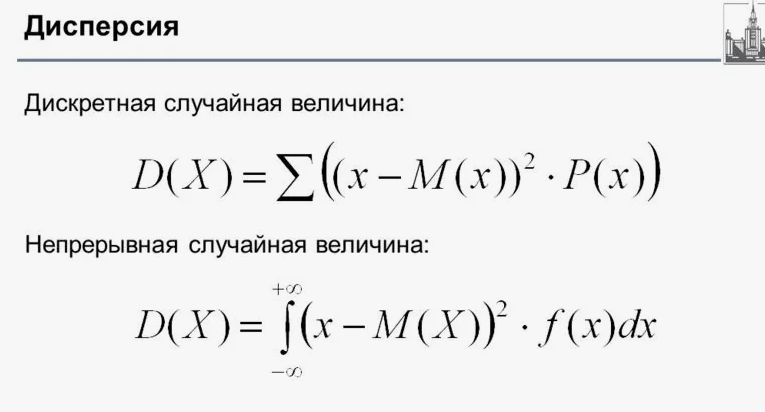 Дисперсия
Дискретная случайная величина:
D(X) = ∑((x − M(x))² · P(x))
Непрерывная случайная величина:
D(X) = ∫₋∞⁺∞ (x − M(X))² · f(x)dx